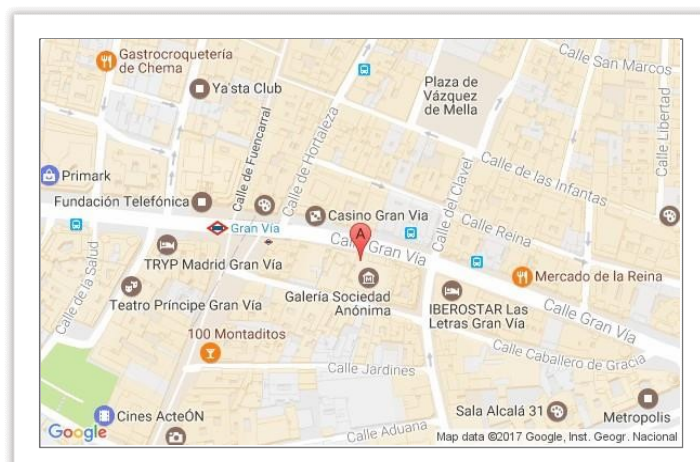 Gastrocroquetería
de Chema
Ya'sta Club
Calle San Marcos
Plaza de
Vázquez
de Mella
Calle Libertad
Calle de Hortaleza
Calle de Fuencarral
Primark
Fundación Telefónica
Calle de las Infantas
Calle del Clavel
Calle Reina
Casino Gran Via
Gran Vía
A
Calle Gran Vía
TRYP Madrid Gran Vía
Calle de la Salud
Teatro Príncipe Gran Vía
Galería Sociedad
Anónima
Mercado de la Reina
IBEROSTAR Las
Letras Gran Vía
Calle Gran Vía
100 Montaditos
Calle Caballero de Gracia
Calle Jardines
Cines ActeÓN
Sala Alcalá 31
Metropolis
Calle Aduana
Google
Map data ©2017 Google, Inst. Geogr. Nacional